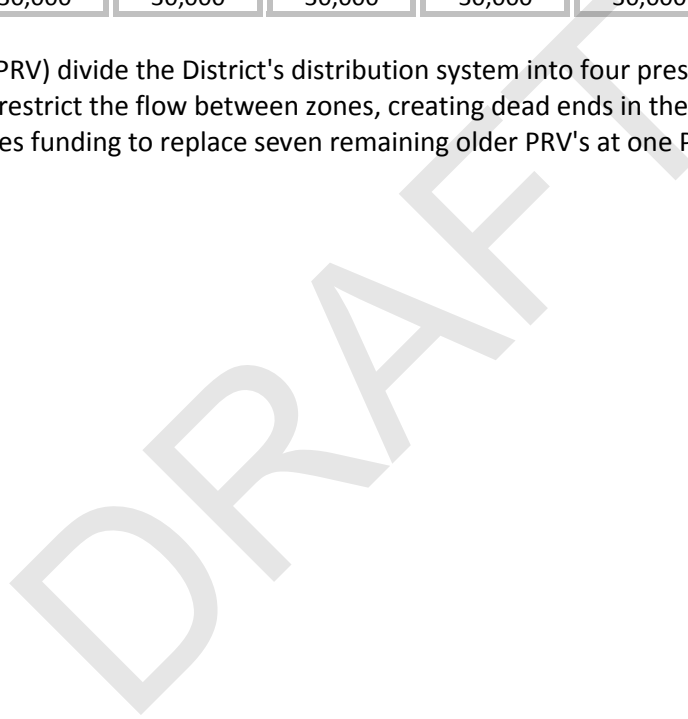 30,000 30,000 30,000 30,000 30,000
PRV) divide the District's distribution system into four pres
restrict the flow between zones, creating dead ends in the
es funding to replace seven remaining older PRV's at one P
DRAFT